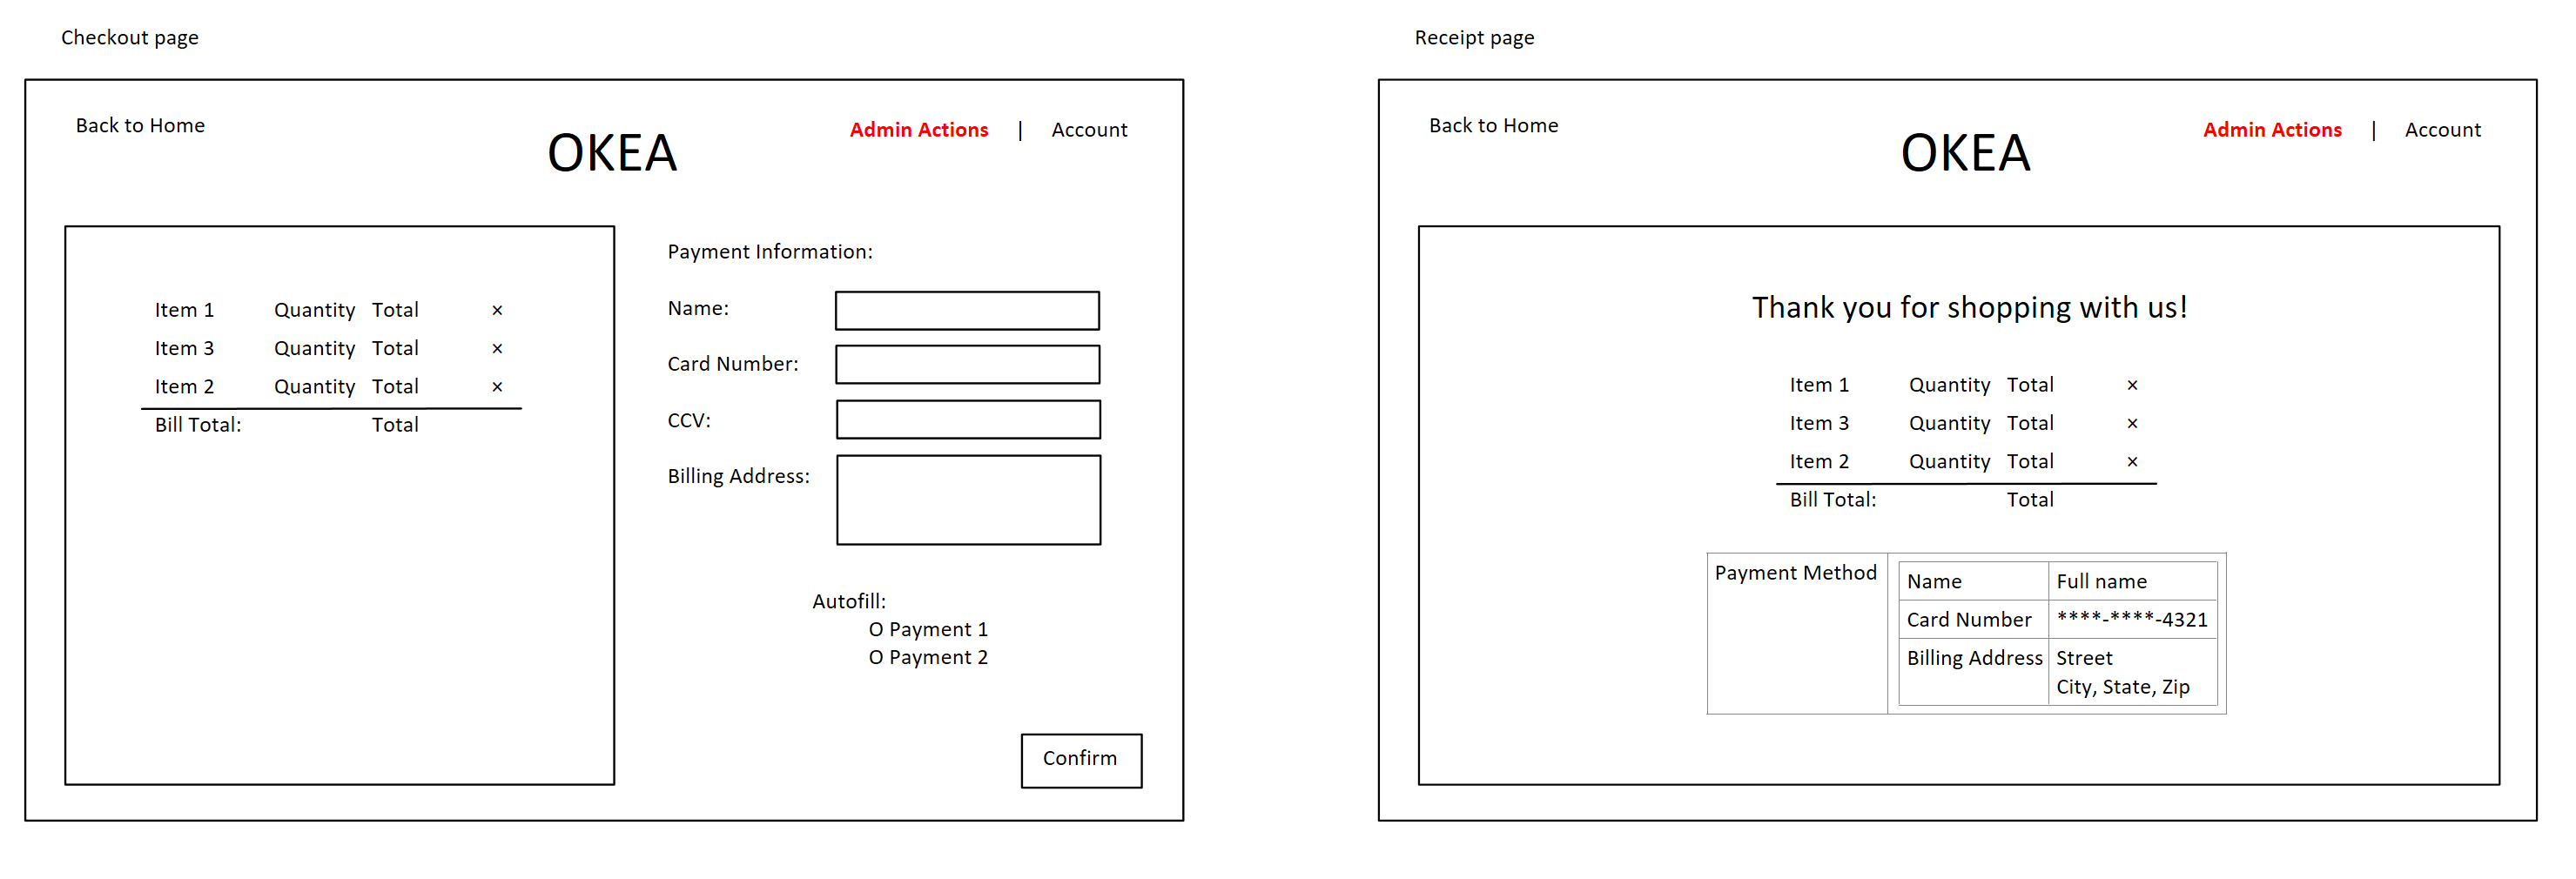 Checkout page
Back to Home
OKEA
Admin Actions | Account
Item 1 Quantity Total ×
Item 3 Quantity Total ×
Item 2 Quantity Total ×
Bill Total: Total
Payment Information:
Name:
Card Number:
CCV:
Billing Address:
Autofill:
O Payment 1
O Payment 2
Confirm
Receipt page
Back to Home
OKEA
Admin Actions | Account
Thank you for shopping with us!
Item 1 Quantity Total ×
Item 3 Quantity Total ×
Item 2 Quantity Total ×
Bill Total: Total
Payment Method
Name Full name
Card Number ****-****-4321
Billing Address Street
City, State, Zip